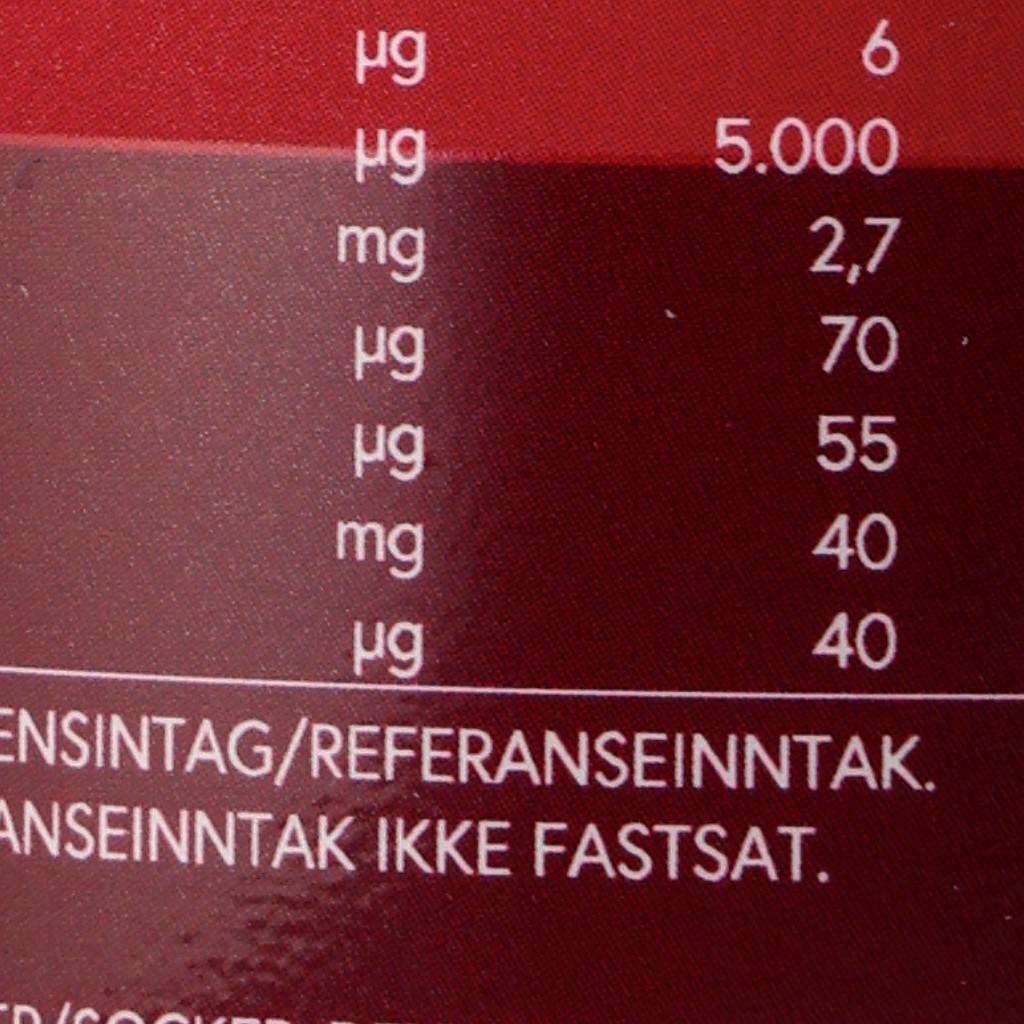 µg 6
µg 5.000
mg 2,7
µg 70
µg 55
mg 40
µg 40
ENSINTAG/REFERANSEINNTAK.
ANSEINNTAK IKKE FASTSAT.